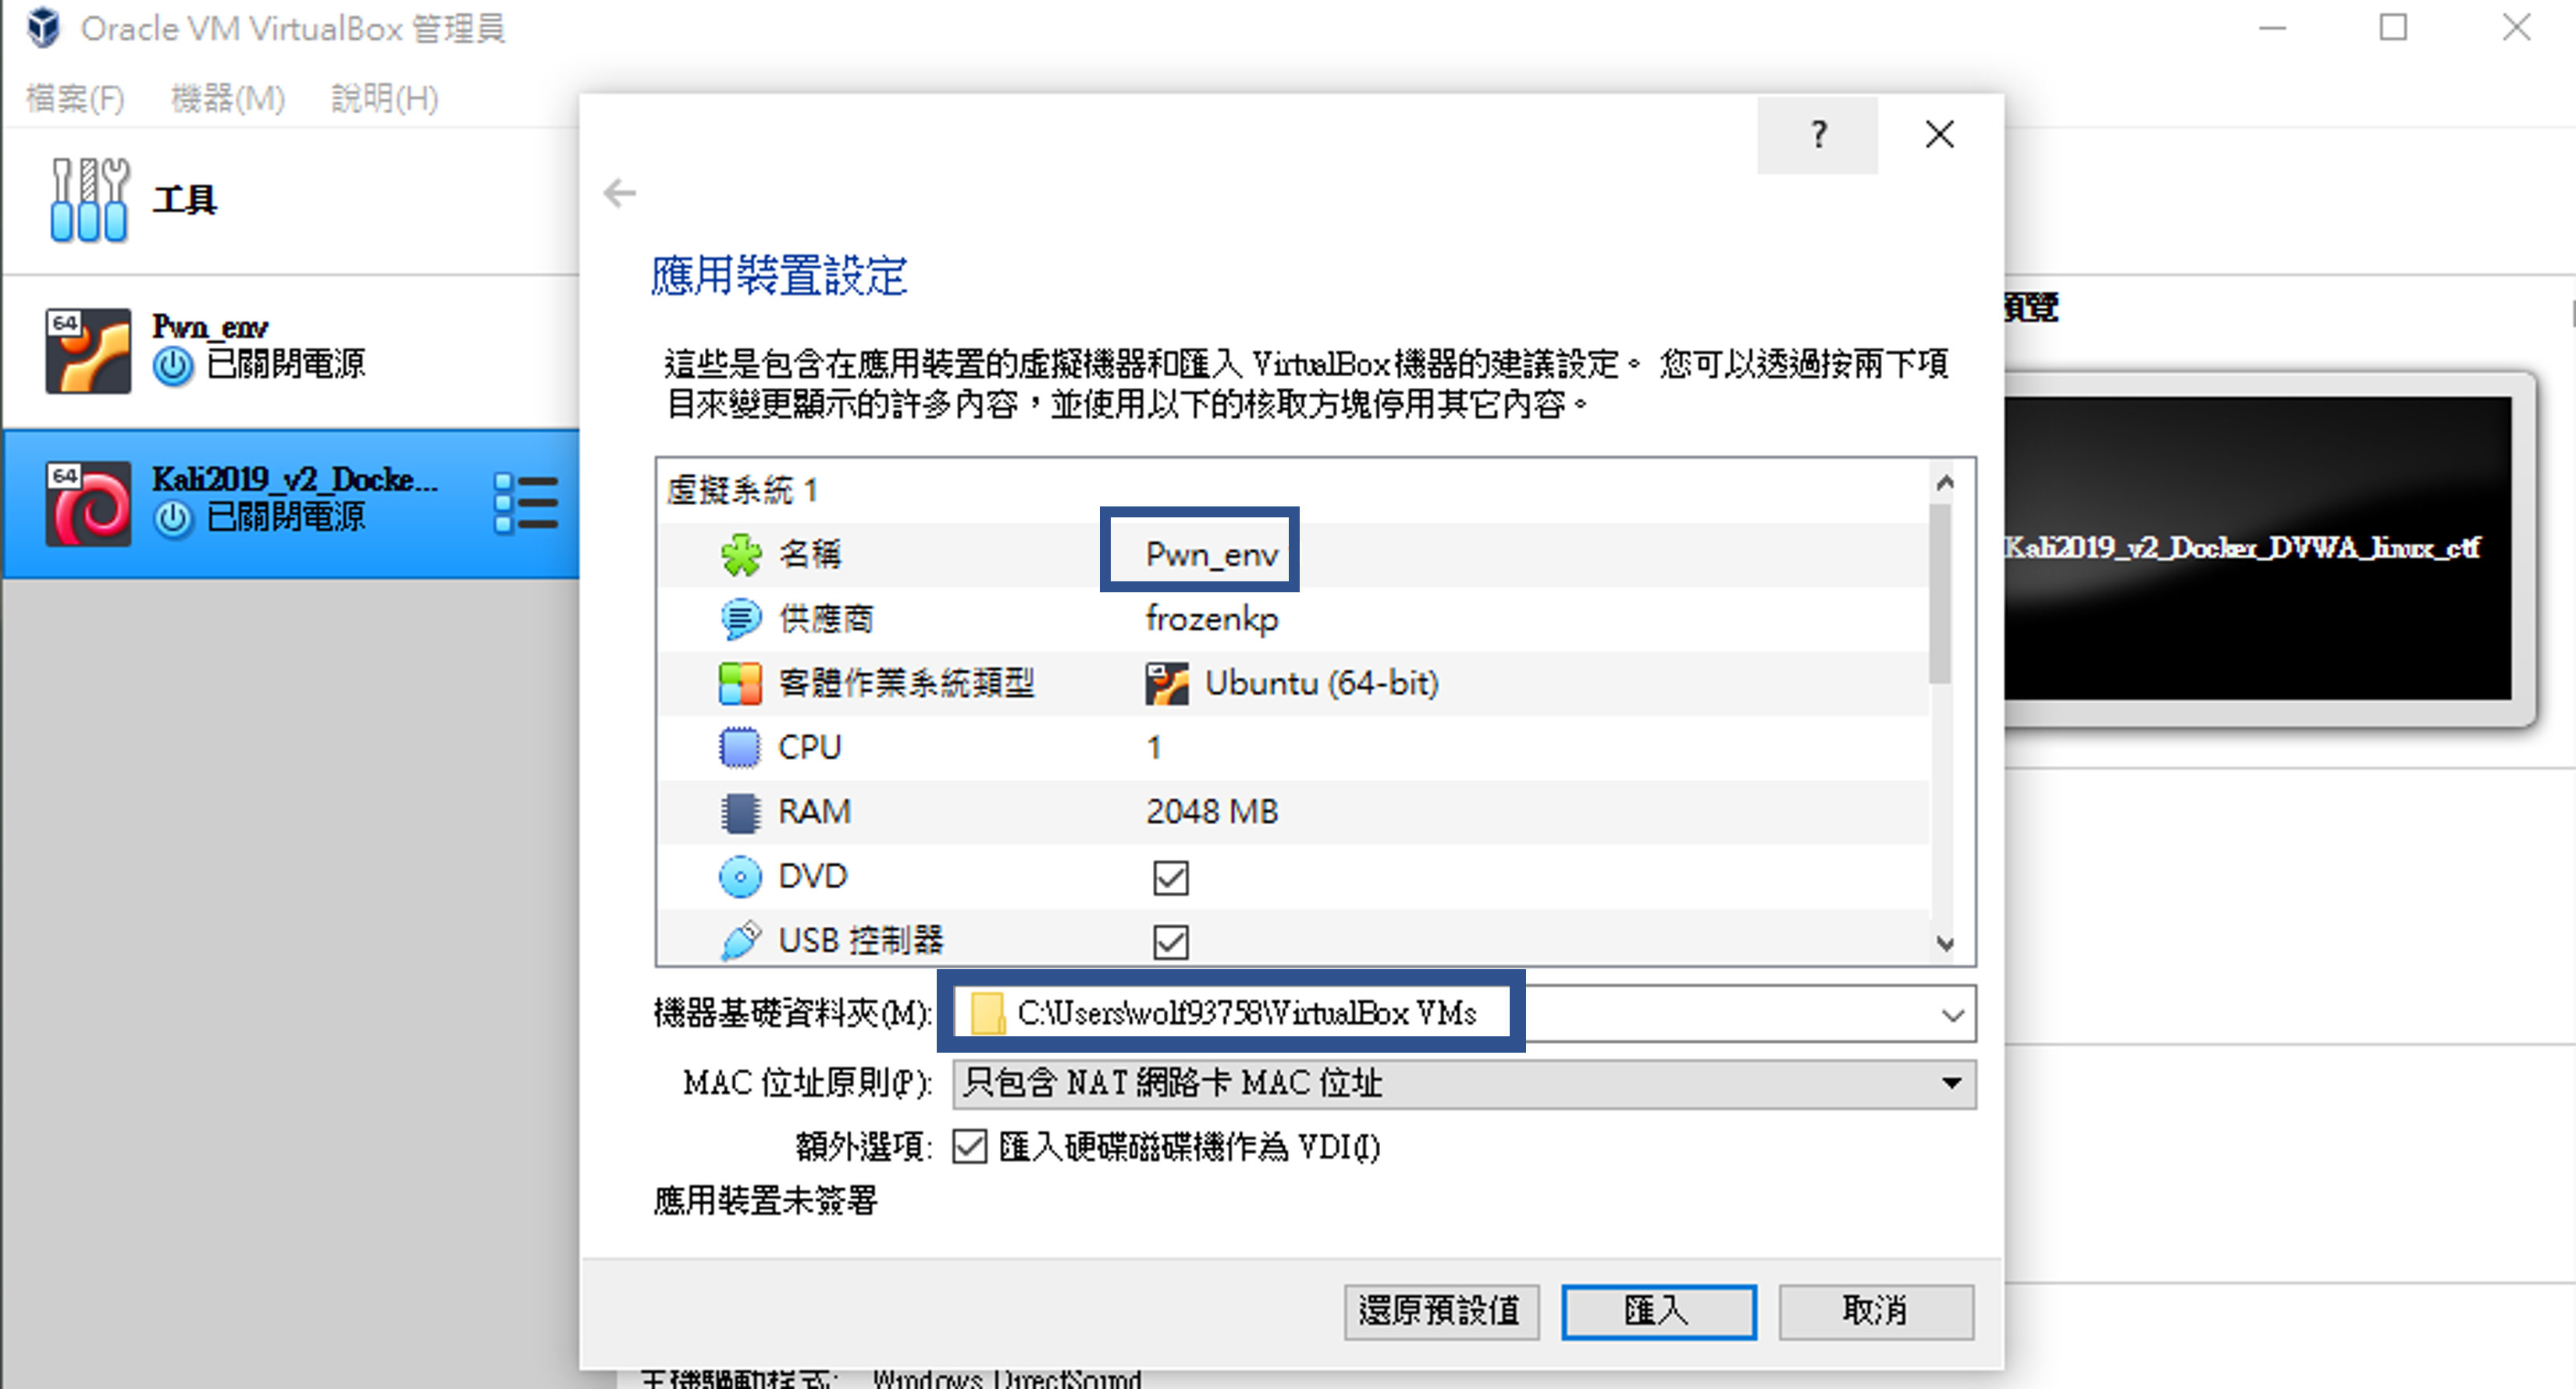 Oracle VM VirtualBox 管理員
檔案(F) 機器(M) 說明(H)
工具
64
Pwn_env
已關閉電源
64
Kali2019_v2_Docke...
已關閉電源
?
應用裝置設定
這些是包含在應用裝置的虛擬機器和匯入 VirtualBox 機器的建議設定。 您可以透過按兩下項
目來變更顯示的許多內容，並使用以下的核取方塊停用其它內容。
虛擬系統 1
名稱 Pwn_env
供應商 frozenkp
客體作業系統類型 Ubuntu (64-bit)
CPU 1
RAM 2048 MB
DVD
USB 控制器
機器基礎資料夾(M): C:\Users\wolf93758\VirtualBox VMs
MAC 位址原則(P): 只包含 NAT 網路卡 MAC 位址
額外選項: 匯入硬碟磁碟機作為 VDI(I)
應用裝置未簽署
還原預設值 匯入 取消
預覽
Kali2019_v2_Docker_DVWA_linux_ctf
主機驅動程式: Windows DirectSound